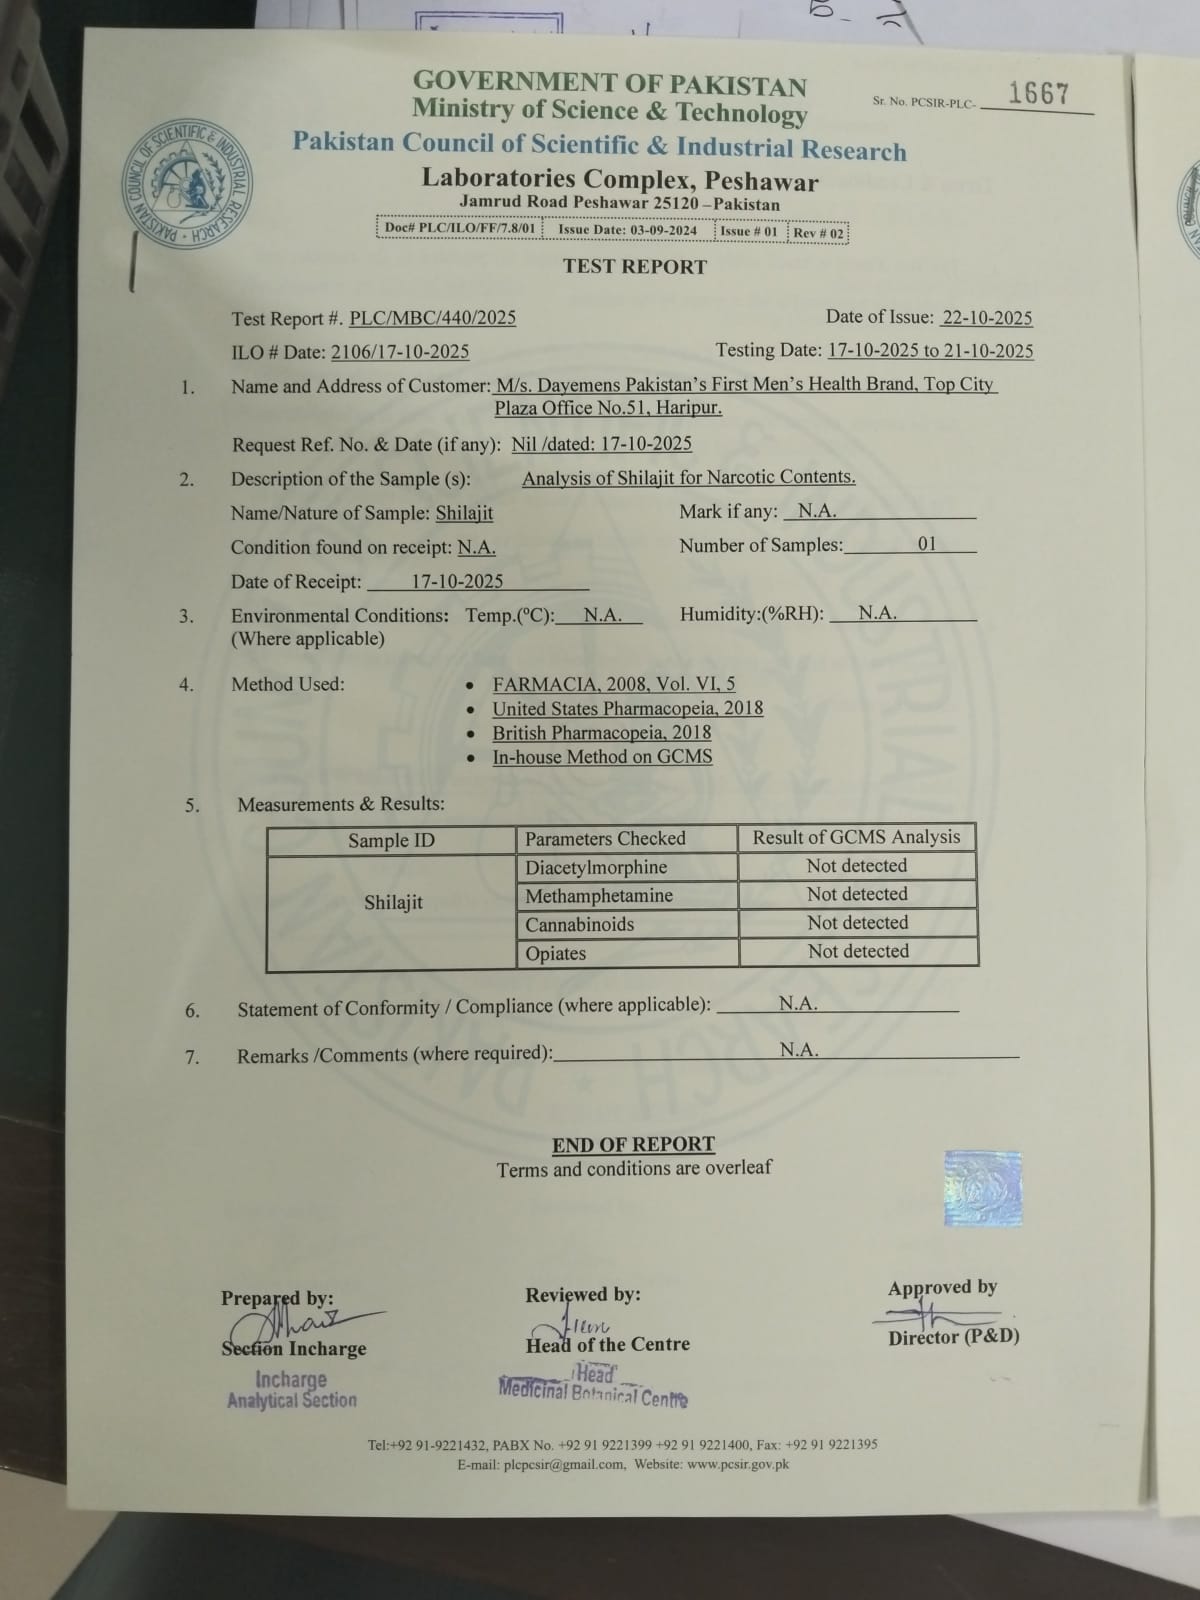 GOVERNMENT OF PAKISTAN
Ministry of Science & Technology
Sr. No. PCSIR-PLC- 1667
Pakistan Council of Scientific & Industrial Research
Laboratories Complex, Peshawar
Jamrud Road Peshawar 25120 – Pakistan
Doc# PLC/ILO/FF/7.8/01 Issue Date: 03-09-2024 Issue # 01 Rev # 02
PAKISTAN COUNCIL OF SCIENTIFIC & INDUSTRIAL RESEARCH
TEST REPORT
Test Report #. PLC/MBC/440/2025 Date of Issue: 22-10-2025
ILO # Date: 2106/17-10-2025 Testing Date: 17-10-2025 to 21-10-2025
1. Name and Address of Customer: M/s. Dayemens Pakistan's First Men's Health Brand, Top City
Plaza Office No.51, Haripur.
Request Ref. No. & Date (if any): Nil /dated: 17-10-2025
2. Description of the Sample (s): Analysis of Shilajit for Narcotic Contents.
Name/Nature of Sample: Shilajit Mark if any: N.A.
Condition found on receipt: N.A. Number of Samples: 01
Date of Receipt: 17-10-2025
3. Environmental Conditions: Temp.(°C): N.A. Humidity:(%RH): N.A.
(Where applicable)
4. Method Used: • FARMACIA, 2008, Vol. VI, 5
• United States Pharmacopeia, 2018
• British Pharmacopeia, 2018
• In-house Method on GCMS
5. Measurements & Results:
Sample ID Parameters Checked Result of GCMS Analysis
Shilajit Diacetylmorphine Not detected
Methamphetamine Not detected
Cannabinoids Not detected
Opiates Not detected
6. Statement of Conformity / Compliance (where applicable): N.A.
7. Remarks /Comments (where required): N.A.
END OF REPORT
Terms and conditions are overleaf
Prepared by: Reviewed by: Approved by
Section Incharge Head of the Centre Director (P&D)
Incharge Head
Analytical Section Medicinal Botanical Centre
Tel:+92 91-9221432, PABX No. +92 91 9221399 +92 91 9221400, Fax: +92 91 9221395
E-mail: plcpcsir@gmail.com, Website: www.pcsir.gov.pk